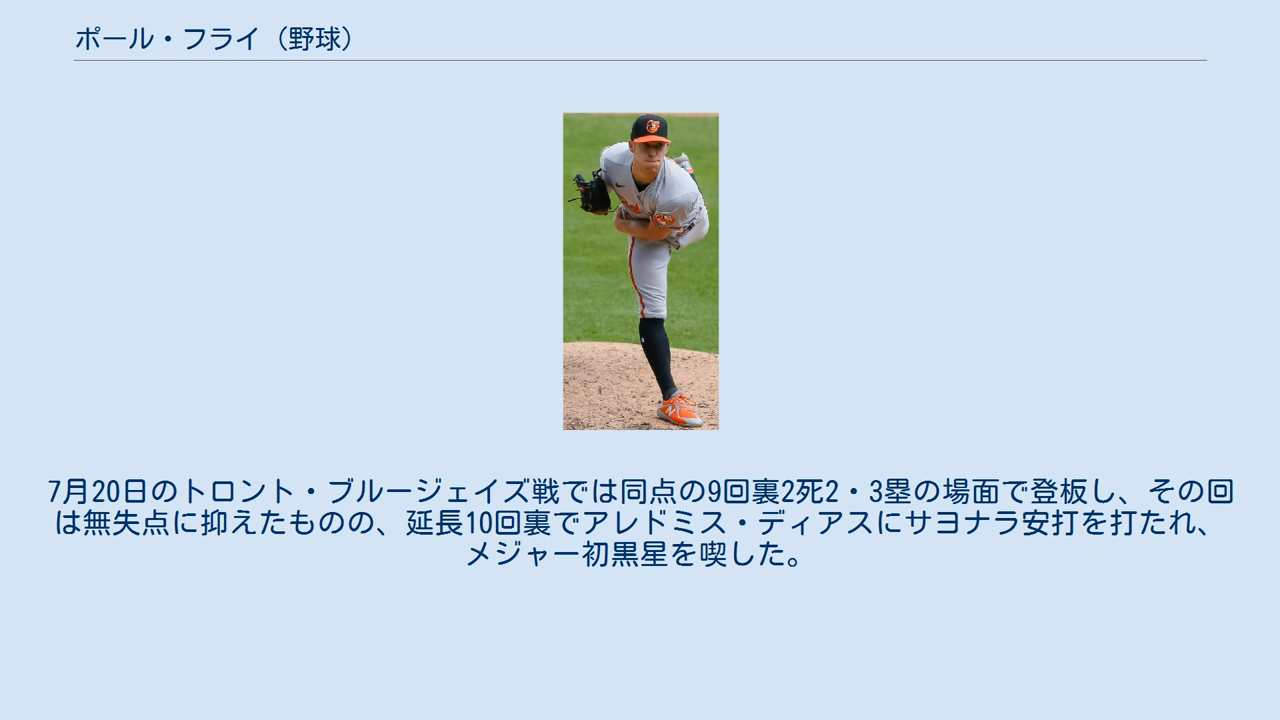 ポール・フライ（野球）
7月20日のトロント・ブルージェイズ戦では同点の9回裏2死2・3塁の場面で登板し、その回
は無失点に抑えたものの、延長10回裏でアレドミス・ディアスにサヨナラ安打を打たれ、
メジャー初黒星を喫した。